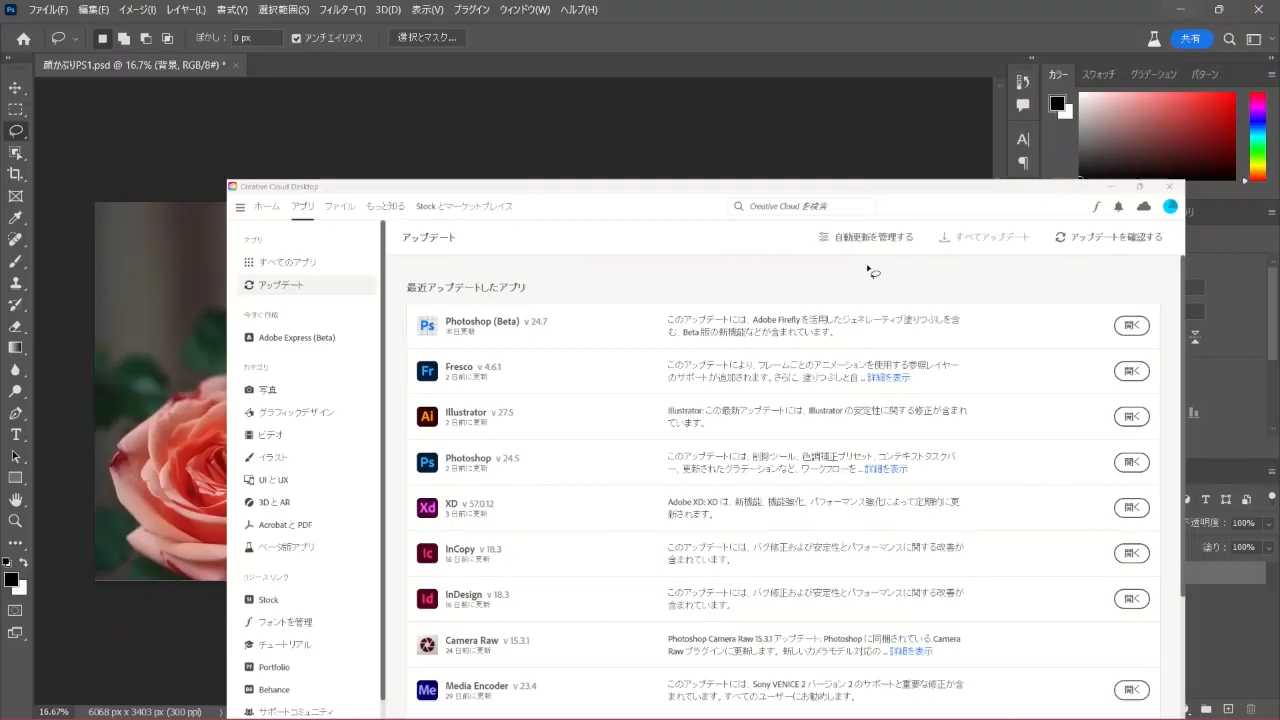 Ps ファイル(F) 編集(E) イメージ(I) レイヤー(L) 書式(Y) 選択範囲(S) フィルター(T) 3D(D) 表示(V) プラグイン ウィンドウ(W) ヘルプ(H)
ぼかし: 0 px アンチエイリアス 選択とマスク... 共有
顔かぶりPS1.psd @ 16.7% (背景, RGB/8#) *
カラー スウォッチ グラデーション パターン
Creative Cloud Desktop
ホーム アプリ ファイル もっと知る Stock とマーケットプレイス Creative Cloud を検索
アプリ
すべてのアプリ
アップデート
今すぐ作成
Adobe Express (Beta)
カテゴリ
写真
グラフィックデザイン
ビデオ
イラスト
UI と UX
3D と AR
Acrobat と PDF
ベータ版アプリ
リソースリンク
Stock
フォントを管理
チュートリアル
Portfolio
Behance
サポートコミュニティ
アップデート 自動更新を管理する すべてアップデート アップデートを確認する
最近アップデートしたアプリ
Ps Photoshop (Beta) v 24.7
本日更新
このアップデートには、Adobe Firefly を活用したジェネレーティブ塗りつぶしを含
む、Beta 版の新機能などが含まれています。
開く
Fr Fresco v 4.6.1
2 日前に更新
このアップデートにより、フレームごとのアニメーションを使用する参照レイヤー
のサポートが追加されます。さらに、塗りつぶしと自 ... 詳細を表示
開く
Ai Illustrator v 27.5
2 日前に更新
Illustrator: この最新アップデートには、Illustrator の安定性に関する修正が含まれ
ています。
開く
Ps Photoshop v 24.5
2 日前に更新
このアップデートには、削除ツール、色調補正プリセット、コンテキストタスクバ
ー、更新されたグラデーションなど、ワークフローを ... 詳細を表示
開く
Xd XD v 57.0.12
3 日前に更新
Adobe XD: XD は、新機能、機能強化、パフォーマンス強化によって定期的に更
新されます。
開く
Ic InCopy v 18.3
16 日前に更新
このアップデートには、バグ修正および安定性とパフォーマンスに関する改善が
含まれています。
開く
Id InDesign v 18.3
16 日前に更新
このアップデートには、バグ修正および安定性とパフォーマンスに関する改善が
含まれています。
開く
Camera Raw v 15.3.1
24 日前に更新
Photoshop Camera Raw 15.3.1 アップデート: Photoshop に同梱されている Camera
Raw プラグインに更新します。 新しいカメラモデル対応の ... 詳細を表示
Me Media Encoder v 23.4
29 日前に更新
このアップデートには、Sony VENICE 2 バージョン 2 のサポートと重要な修正が含
まれています。すべてのユーザーにお勧めします。
開く
不透明度: 100%
塗り: 100%
16.67% 6068 px x 3403 px (300 ppi)